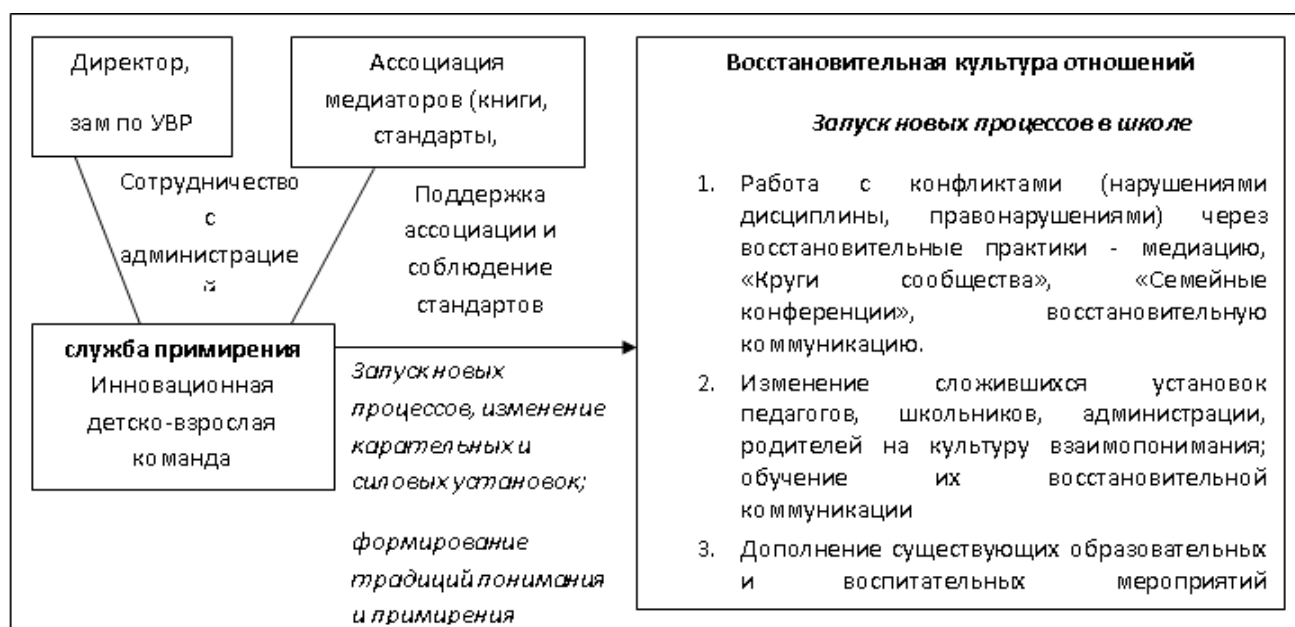 Директор,
зам по УВР
Ассоциация
медиаторов (книги,
стандарты,
Сотрудничество
с
администрацие
й
Поддержка
ассоциации и
соблюдение
стандартов
служба примирения
Инновационная
детско-взрослая
команда
Запуск новых
процессов, изменение
карательных и
силовых установок;
формирование
традиций понимания
и примирения
Восстановительная культура отношений
Запуск новых процессов в школе
1. Работа с конфликтами (нарушениями
дисциплины, правонарушениями) через
восстановительные практики - медиацию,
«Круги сообщества», «Семейные
конференции», восстановительную
коммуникацию.
2. Изменение сложившихся установок
педагогов, школьников, администрации,
родителей на культуру взаимопонимания;
обучение их восстановительной
коммуникации
3. Дополнение существующих образовательных
и воспитательных мероприятий